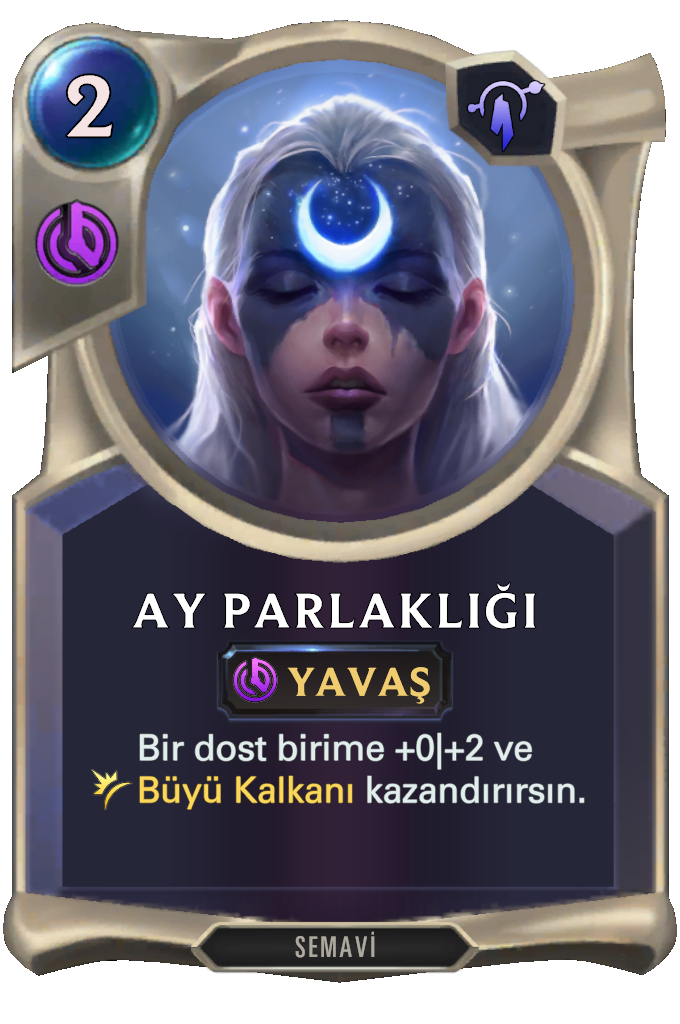 2
AY PARLAKLIĞI
YAVAŞ
Bir dost birime +0|+2 ve
Büyü Kalkanı kazandırırsın.
SEMAVİ